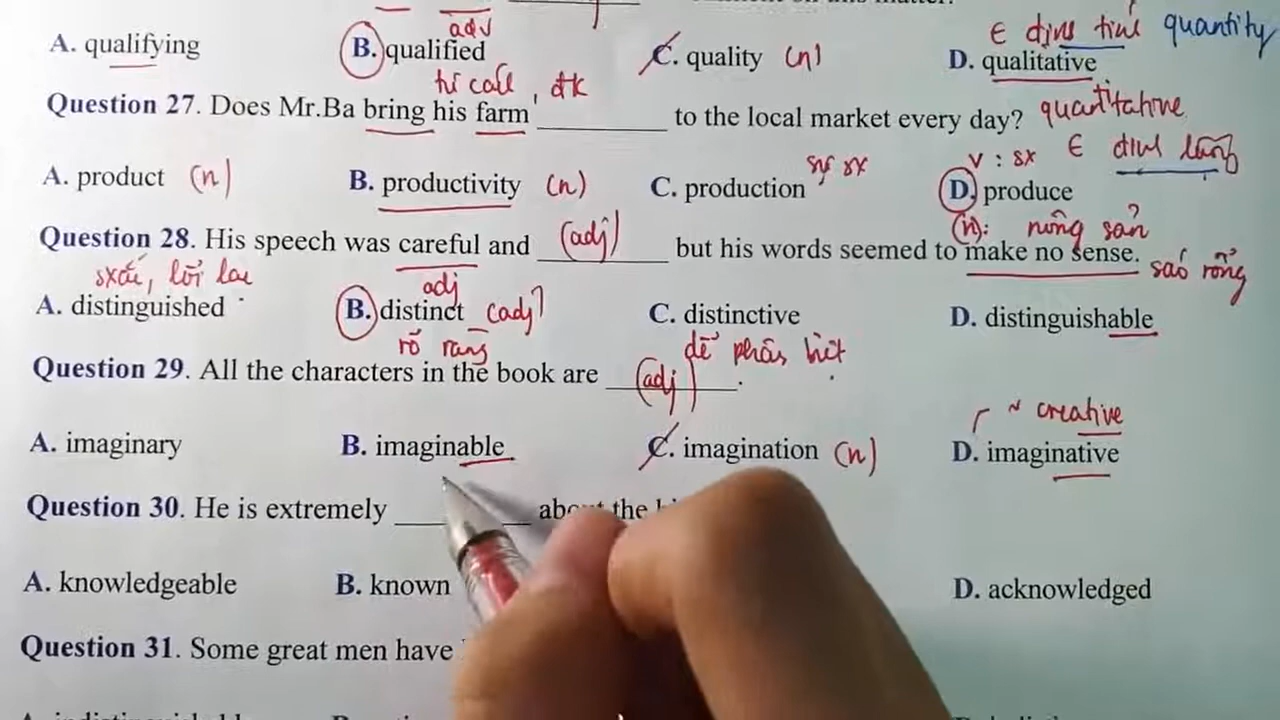 adv
∈ định tính quantity
A. qualifying B. qualified C. quality (n) D. qualitative
tư cách, đk
Question 27. Does Mr.Ba bring his farm ________ to the local market every day? quantitative
sự sx v : sx ∈ định lượng
A. product (n) B. productivity (n) C. production D. produce
(n): nông sản
Question 28. His speech was careful and (adj) ________ but his words seemed to make no sense. sáo rỗng
sxắc, lỗi lạc adj
A. distinguished B. distinct (adj) C. distinctive D. distinguishable
rõ ràng dễ phân biệt
Question 29. All the characters in the book are (adj) ________.
~ creative
A. imaginary B. imaginable C. imagination (n) D. imaginative
Question 30. He is extremely ________ about the
A. knowledgeable B. known D. acknowledged
Question 31. Some great men have